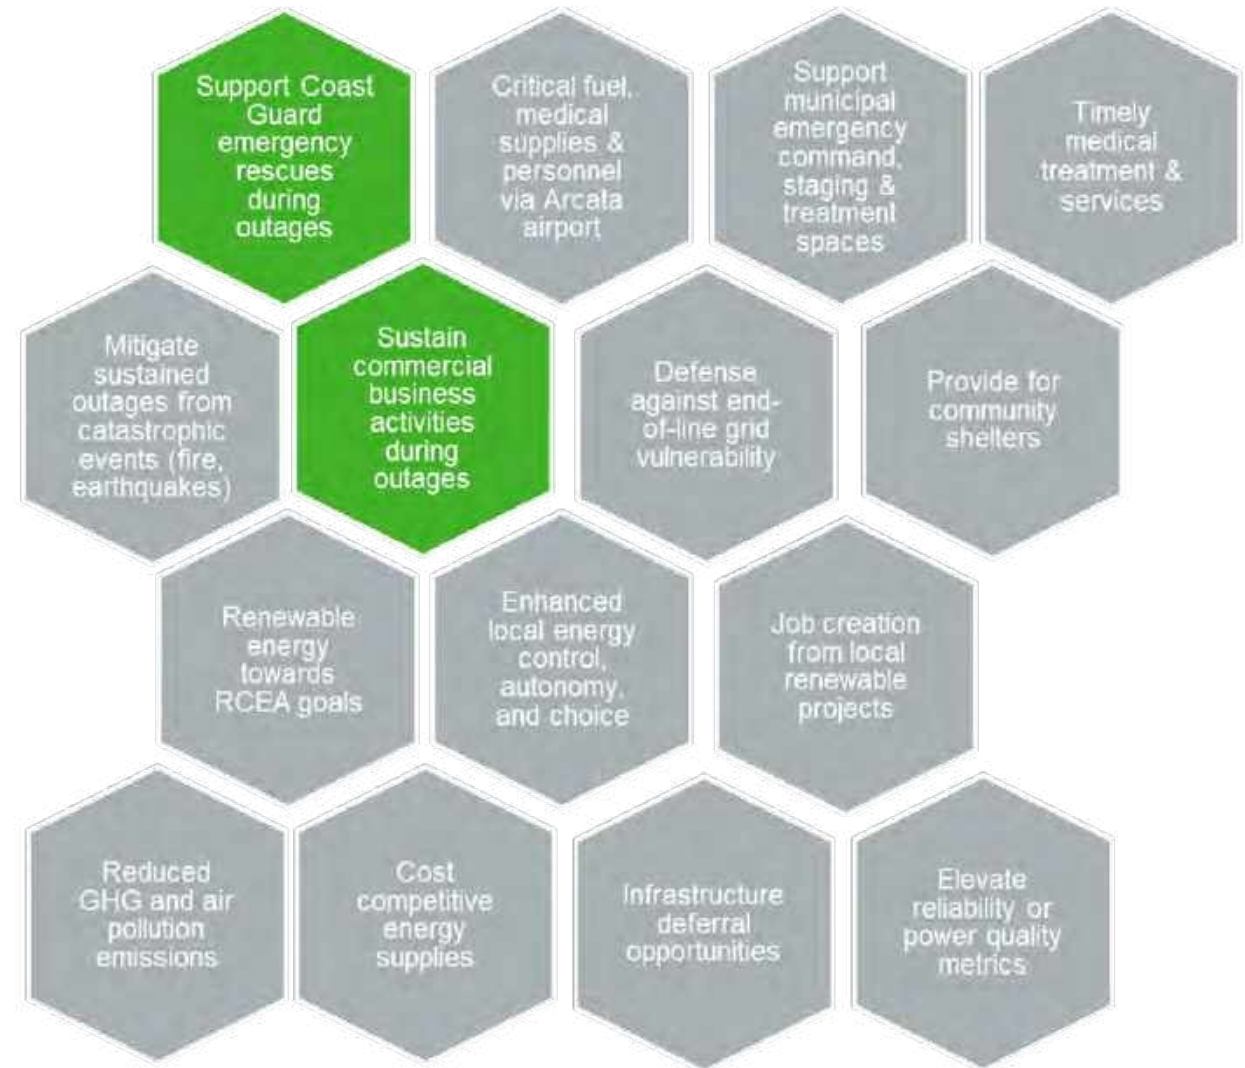 Support Coast
Guard
emergency
rescues
during
outages
Critical fuel,
medical
supplies &
personnel
via Arcata
airport
Support
municipal
emergency
command,
staging &
treatment
spaces
Timely
medical
treatment &
services
Mitigate
sustained
outages from
catastrophic
events (fire,
earthquakes)
Sustain
commercial
business
activities
during
outages
Defense
against end-
of-line grid
vulnerability
Provide for
community
shelters
Renewable
energy
towards
RCEA goals
Enhanced
local energy
control,
autonomy,
and choice
Job creation
from local
renewable
projects
Reduced
GHG and air
pollution
emissions
Cost
competitive
energy
supplies
Infrastructure
deferral
opportunities
Elevate
reliability or
power quality
metrics